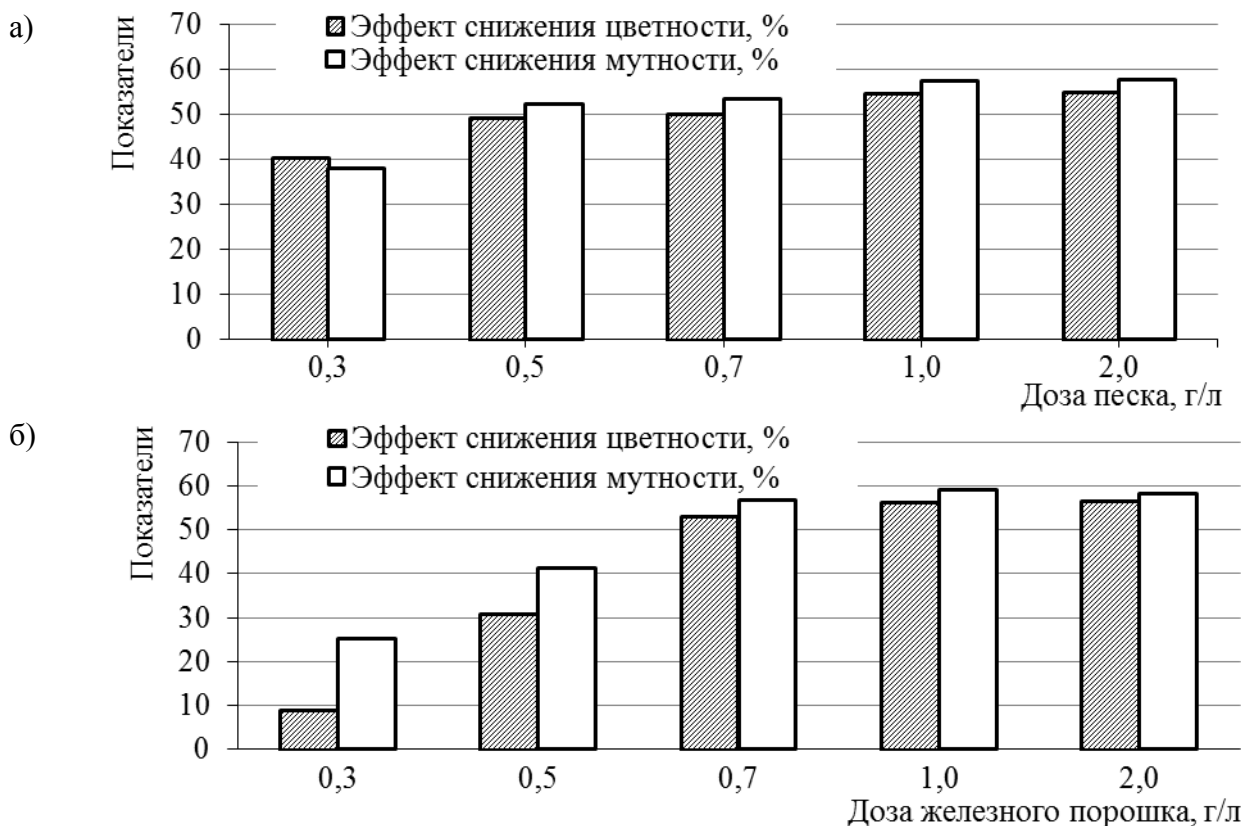 а)
Показатели
Эффект снижения цветности, %
Эффект снижения мутности, %
70
60
50
40
30
20
10
0
0,3 0,5 0,7 1,0 2,0
Доза песка, г/л
б)
Показатели
Эффект снижения цветности, %
Эффект снижения мутности, %
70
60
50
40
30
20
10
0
0,3 0,5 0,7 1,0 2,0
Доза железного порошка, г/л